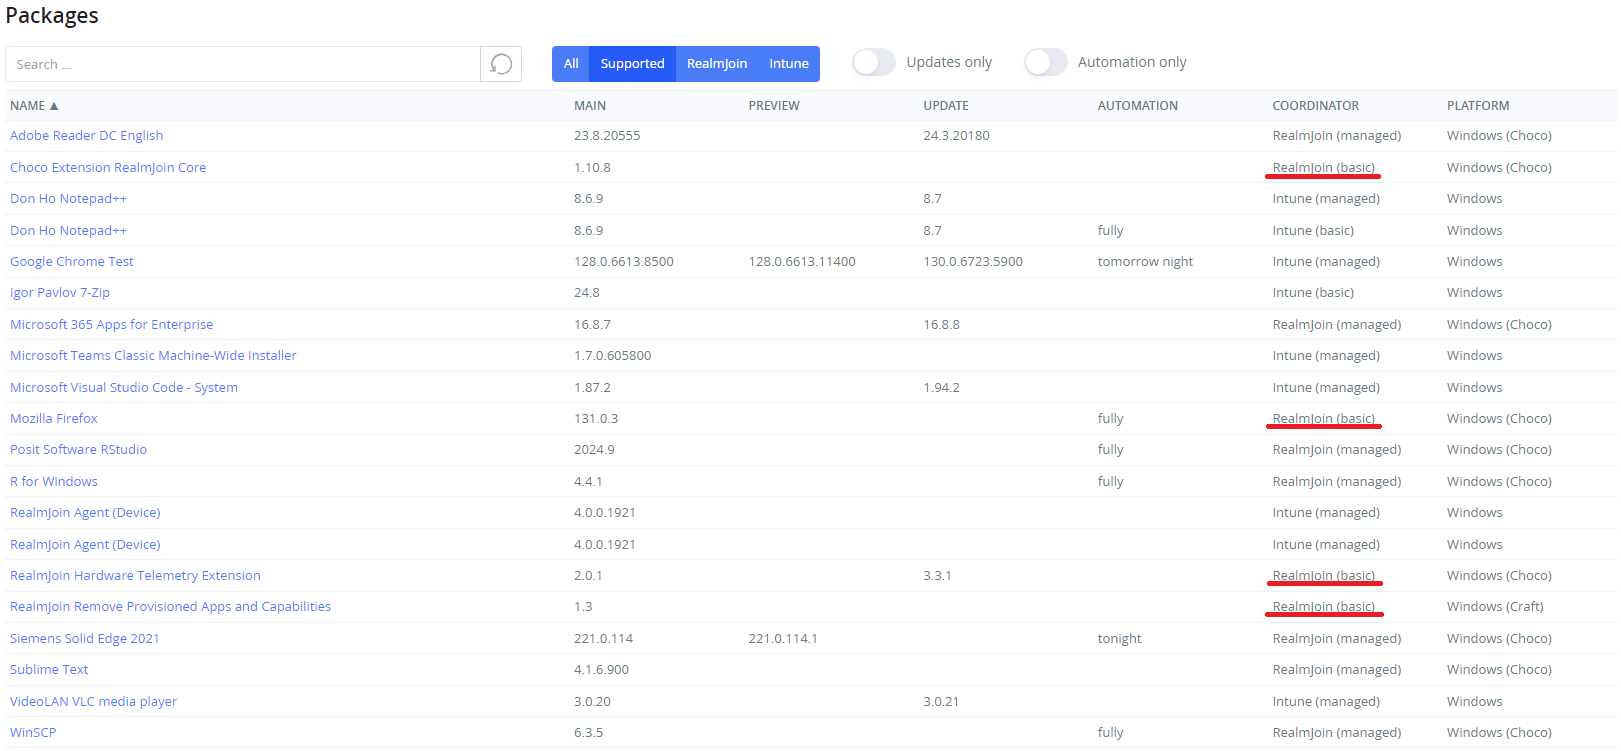 Packages
Search ... All Supported RealmJoin Intune Updates only Automation only
NAME ▲ MAIN PREVIEW UPDATE AUTOMATION COORDINATOR PLATFORM
Adobe Reader DC English 23.8.20555 24.3.20180 RealmJoin (managed) Windows (Choco)
Choco Extension RealmJoin Core 1.10.8 RealmJoin (basic) Windows (Choco)
Don Ho Notepad++ 8.6.9 8.7 Intune (managed) Windows
Don Ho Notepad++ 8.6.9 8.7 fully Intune (basic) Windows
Google Chrome Test 128.0.6613.8500 128.0.6613.11400 130.0.6723.5900 tomorrow night Intune (managed) Windows
Igor Pavlov 7-Zip 24.8 Intune (basic) Windows
Microsoft 365 Apps for Enterprise 16.8.7 16.8.8 RealmJoin (managed) Windows (Choco)
Microsoft Teams Classic Machine-Wide Installer 1.7.0.605800 Intune (managed) Windows
Microsoft Visual Studio Code - System 1.87.2 1.94.2 Intune (managed) Windows
Mozilla Firefox 131.0.3 fully RealmJoin (basic) Windows (Choco)
Posit Software RStudio 2024.9 fully RealmJoin (managed) Windows (Choco)
R for Windows 4.4.1 fully RealmJoin (managed) Windows (Choco)
RealmJoin Agent (Device) 4.0.0.1921 Intune (managed) Windows
RealmJoin Agent (Device) 4.0.0.1921 Intune (managed) Windows
RealmJoin Hardware Telemetry Extension 2.0.1 3.3.1 RealmJoin (basic) Windows (Choco)
RealmJoin Remove Provisioned Apps and Capabilities 1.3 RealmJoin (basic) Windows (Craft)
Siemens Solid Edge 2021 221.0.114 221.0.114.1 tonight RealmJoin (managed) Windows (Choco)
Sublime Text 4.1.6.900 RealmJoin (managed) Windows (Choco)
VideoLAN VLC media player 3.0.20 3.0.21 Intune (managed) Windows
WinSCP 6.3.5 fully RealmJoin (managed) Windows (Choco)